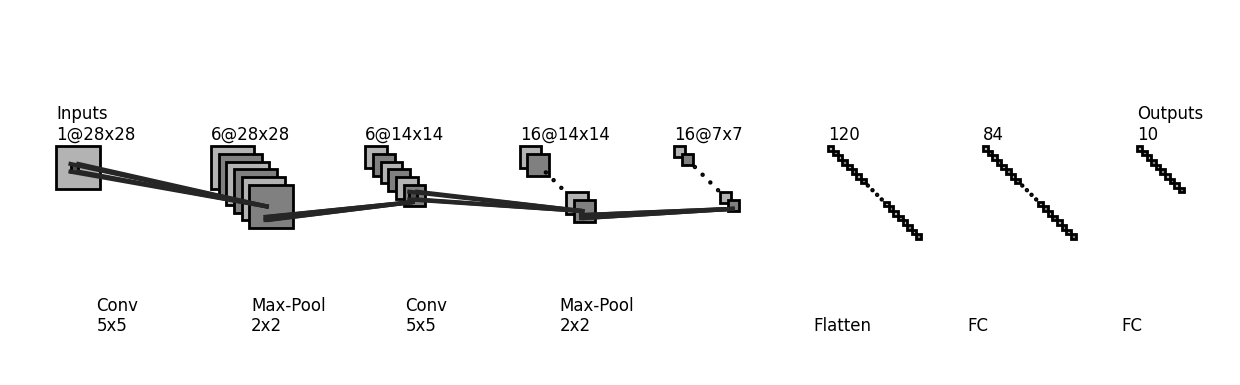 Inputs
1@28x28
6@28x28
6@14x14
16@14x14
16@7x7
120
84
Outputs
10
Conv
5x5
Max-Pool
2x2
Conv
5x5
Max-Pool
2x2
Flatten
FC
FC